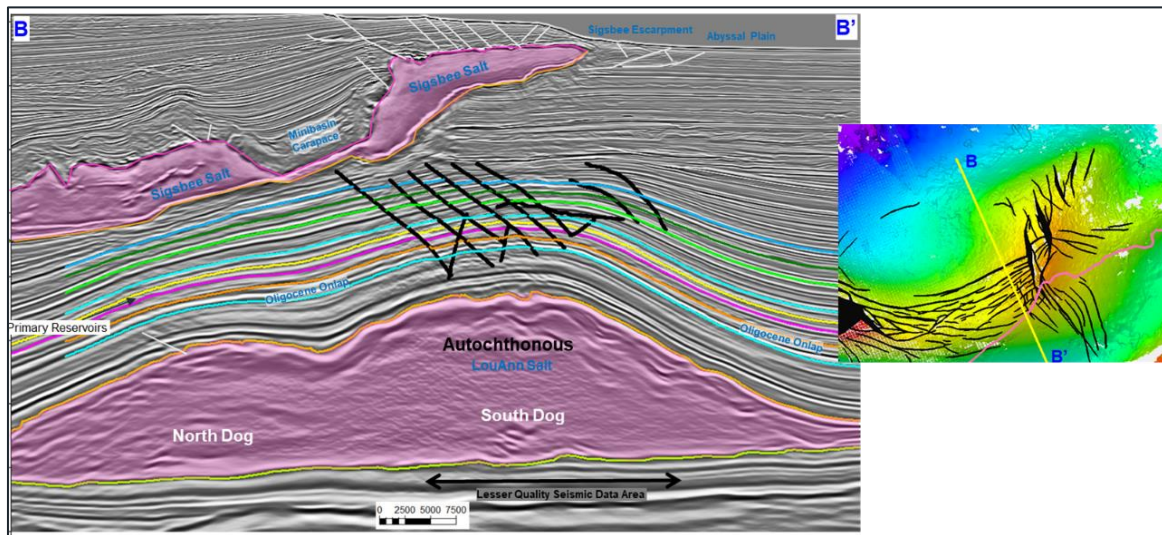 B
B'
Sigsbee Escarpment
Abyssal Plain
Sigsbee Salt
Minibasin
Carapace
Sigsbee Salt
Oligocene Onlap
Primary Reservoirs
Oligocene Onlap
Autochthonous
LouAnn Salt
North Dog
South Dog
Lesser Quality Seismic Data Area
0 2500 5000 7500
B
B'